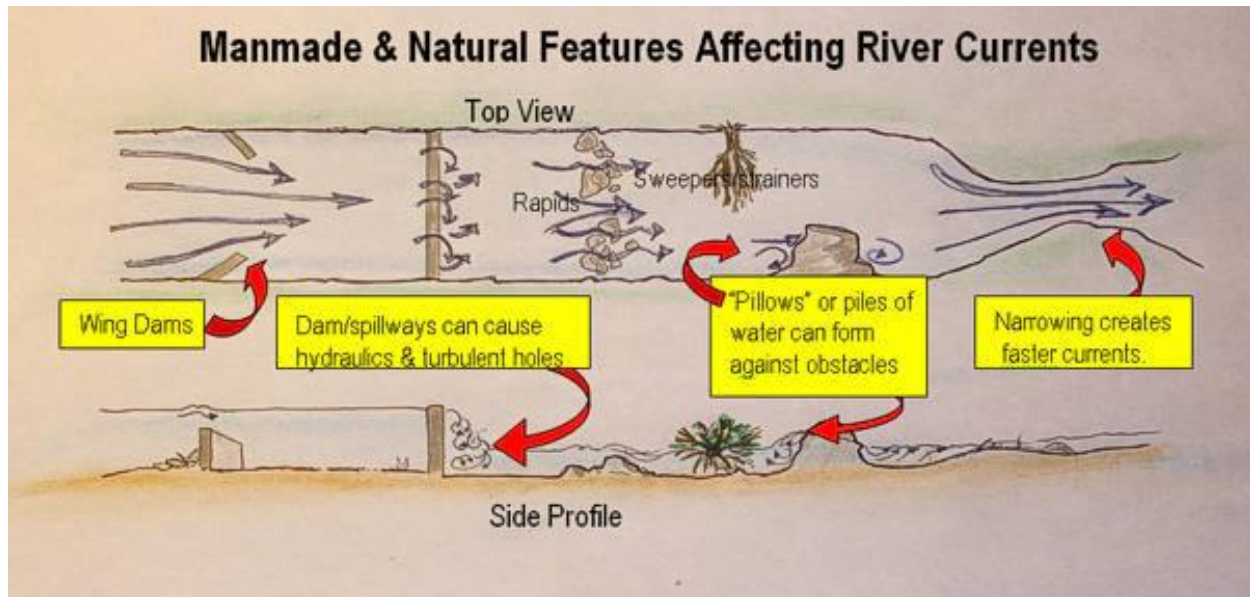 Manmade & Natural Features Affecting River Currents
Top View
Sweepers/strainers
Rapids
Wing Dams
Dam/spillways can cause
hydraulics & turbulent holes
"Pillows" or piles of
water can form
against obstacles
Narrowing creates
faster currents.
Side Profile